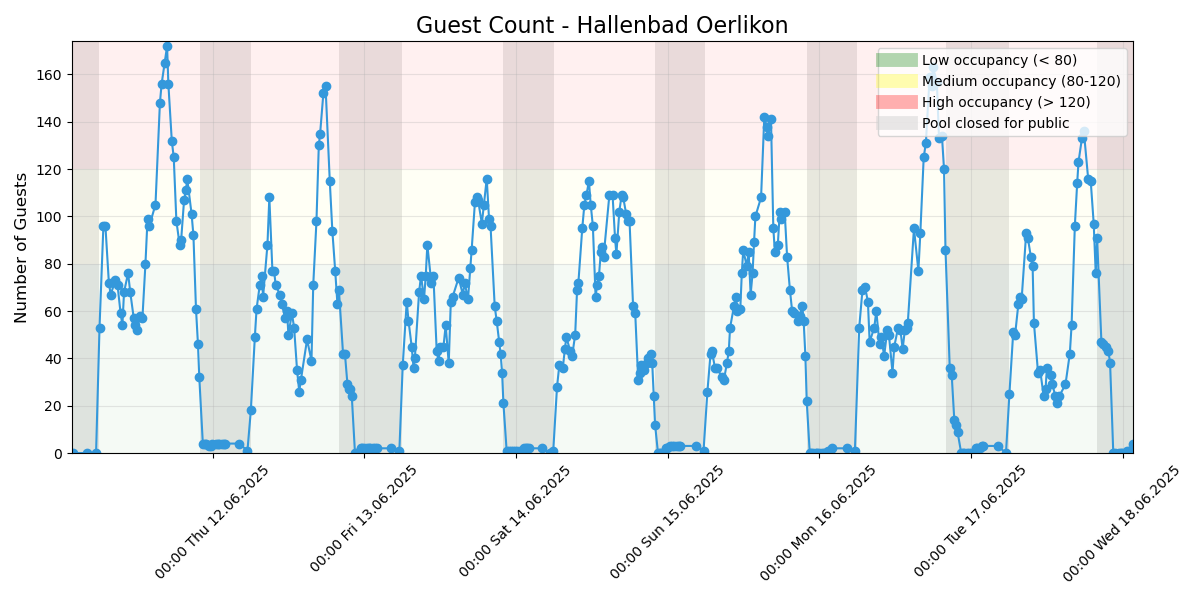 Guest Count - Hallenbad Oerlikon
Number of Guests
160
140
120
100
80
60
40
20
0
Low occupancy (< 80)
Medium occupancy (80-120)
High occupancy (> 120)
Pool closed for public
00:00 Thu 12.06.2025
00:00 Fri 13.06.2025
00:00 Sat 14.06.2025
00:00 Sun 15.06.2025
00:00 Mon 16.06.2025
00:00 Tue 17.06.2025
00:00 Wed 18.06.2025